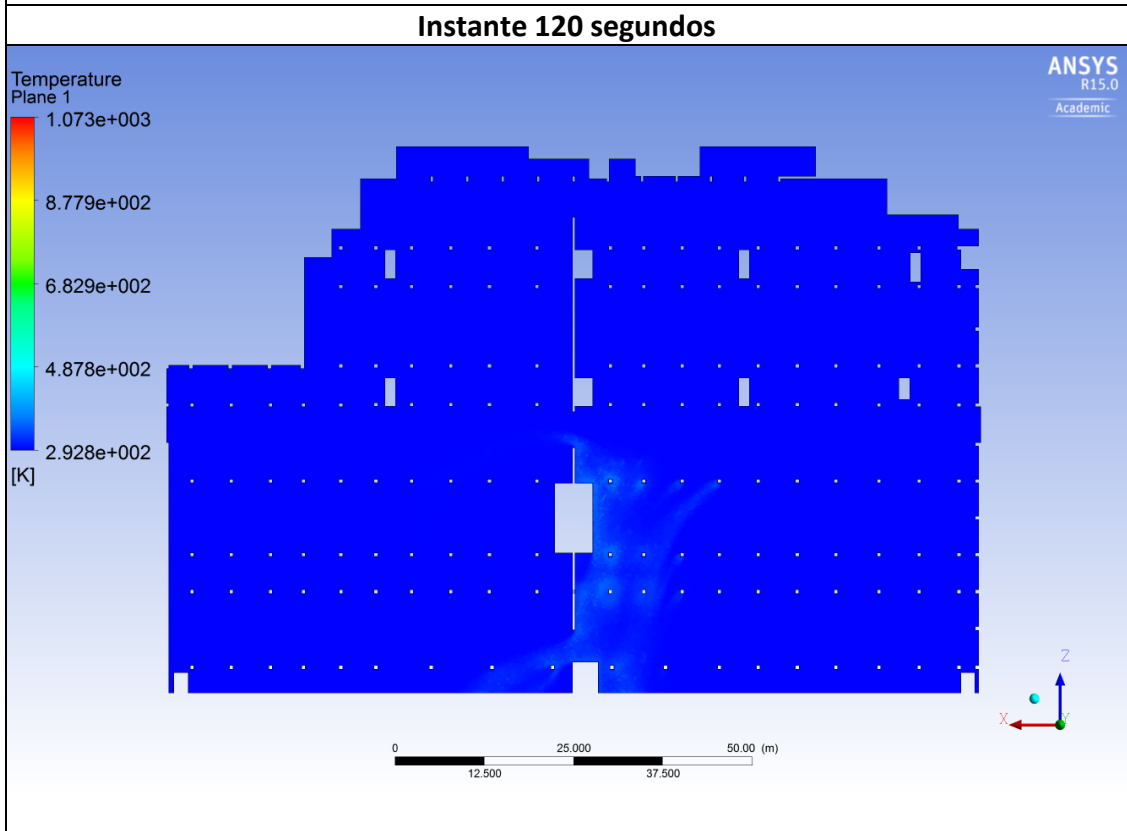 Instante 120 segundos
Temperature
Plane 1
1.073e+003
8.779e+002
6.829e+002
4.878e+002
2.928e+002
[K]
ANSYS
R15.0
Academic
Z
X
Y
0 25.000 50.00 (m)
12.500 37.500